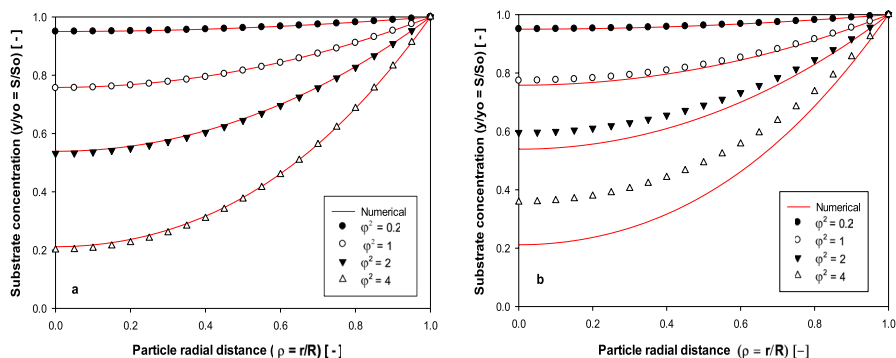 Substrate concentration (y/yo = S/So) [ - ]
1.0
0.8
0.6
0.4
0.2
0.0
a
Numerical
φ² = 0.2
φ² = 1
φ² = 2
φ² = 4
0.0 0.2 0.4 0.6 0.8 1.0
Particle radial distance ( ρ = r/R) [ - ]
Substrate concentration (y/yo = S/So) [ - ]
1.0
0.8
0.6
0.4
0.2
0.0
b
Numerical
φ² = 0.2
φ² = 1
φ² = 2
φ² = 4
0.0 0.2 0.4 0.6 0.8 1.0
Particle radial distance (ρ = r/R) [−]